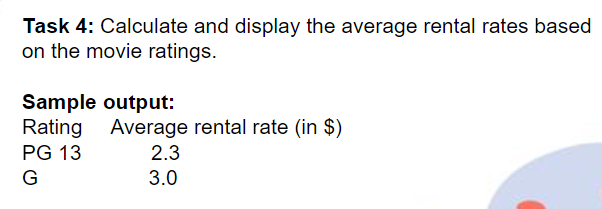 Task 4: Calculate and display the average rental rates based
on the movie ratings.
Sample output:
Rating Average rental rate (in $)
PG 13 2.3
G 3.0